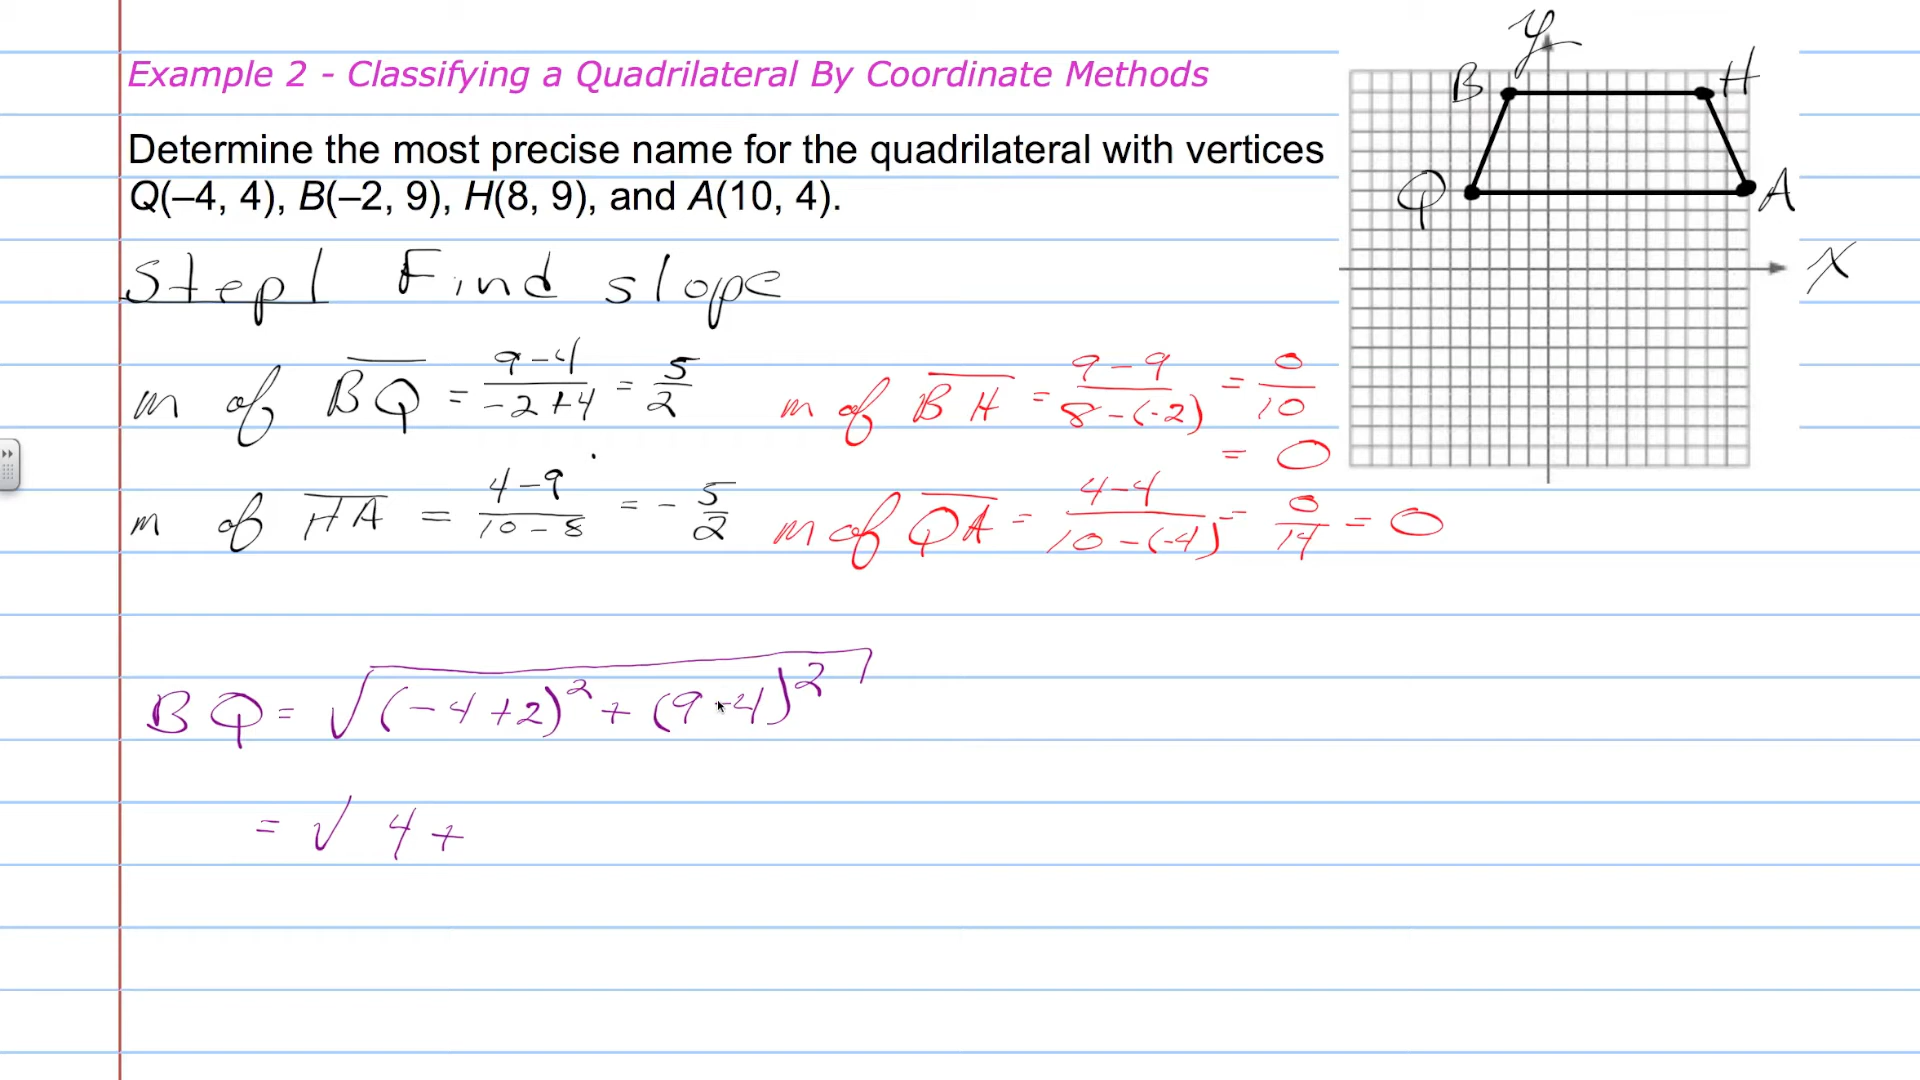 Example 2 - Classifying a Quadrilateral By Coordinate Methods
Determine the most precise name for the quadrilateral with vertices
Q(–4, 4), B(–2, 9), H(8, 9), and A(10, 4).
y
B
H
Q
A
x
Step 1 Find slope
m of BQ = 9-4 / -2+4 = 5/2
m of BH = 9-9 / 8-(-2) = 0/10
= 0
m of HA = 4-9 / 10-8 = -5/2
m of QA = 4-4 / 10-(-4) = 0/14 = 0
BQ = √(-4+2)² + (9-4)²
= √ 4 +